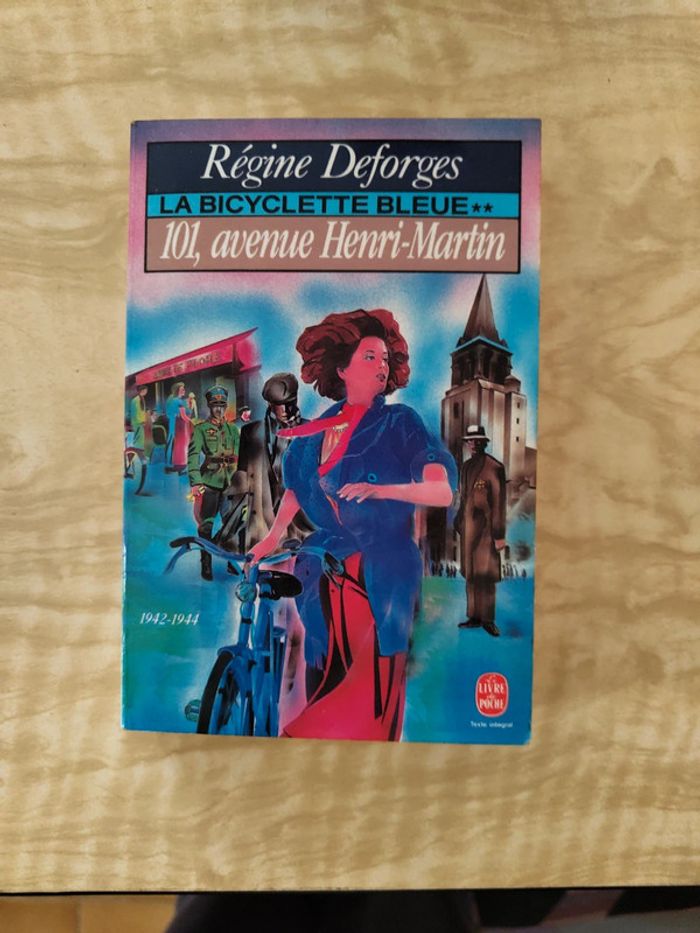 Régine Deforges
LA BICYCLETTE BLEUE**
101, avenue Henri-Martin
1942-1944
Le
LIVRE
de
POCHE
Texte intégral